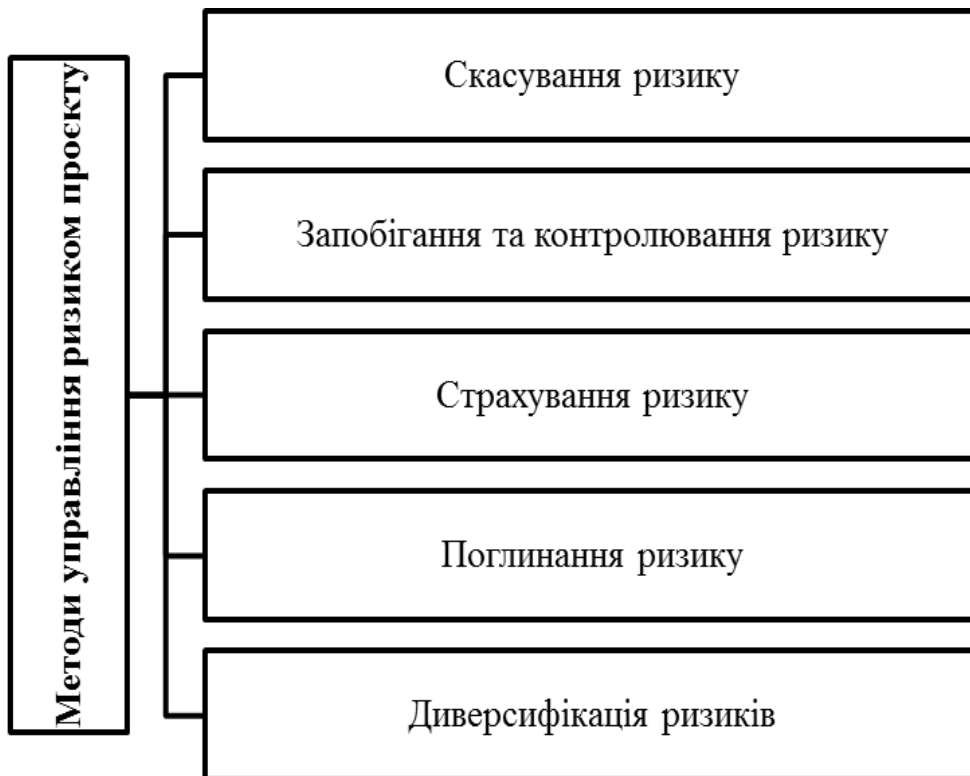 Методи управління ризиком проєкту
Скасування ризику
Запобігання та контролювання ризику
Страхування ризику
Поглинання ризику
Диверсифікація ризиків